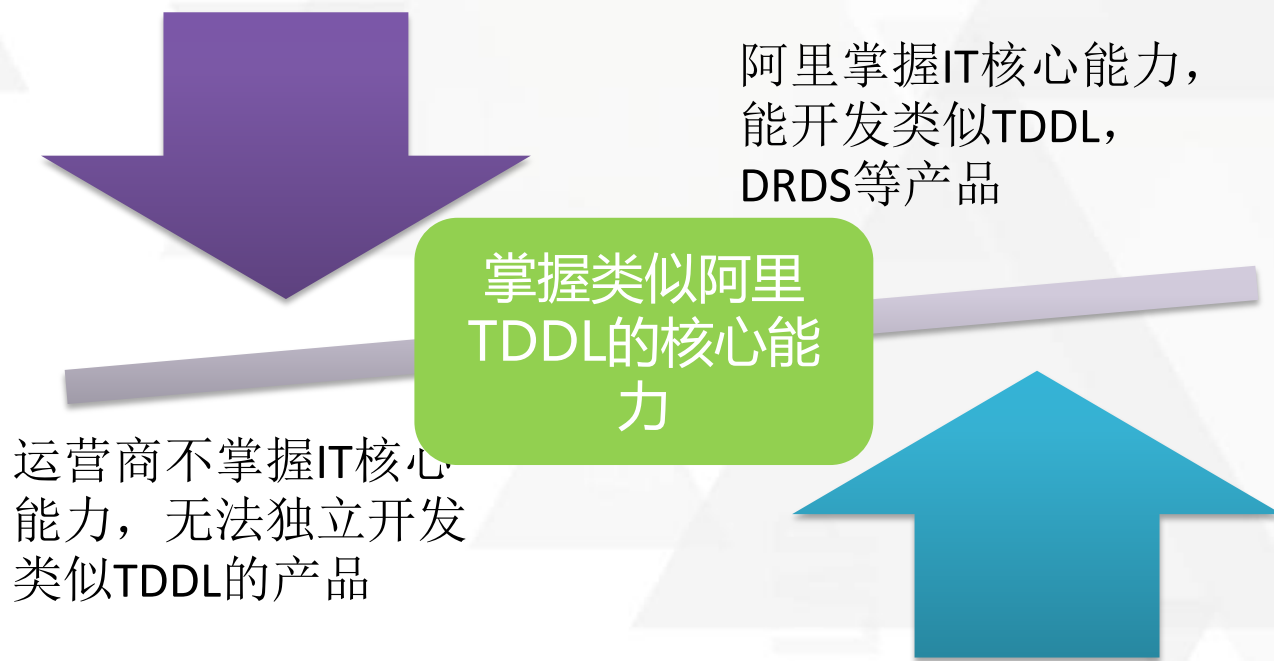 阿里掌握IT核心能力，
能开发类似TDDL，
DRDS等产品
掌握类似阿里
TDDL的核心能
力
运营商不掌握IT核心
能力，无法独立开发
类似TDDL的产品